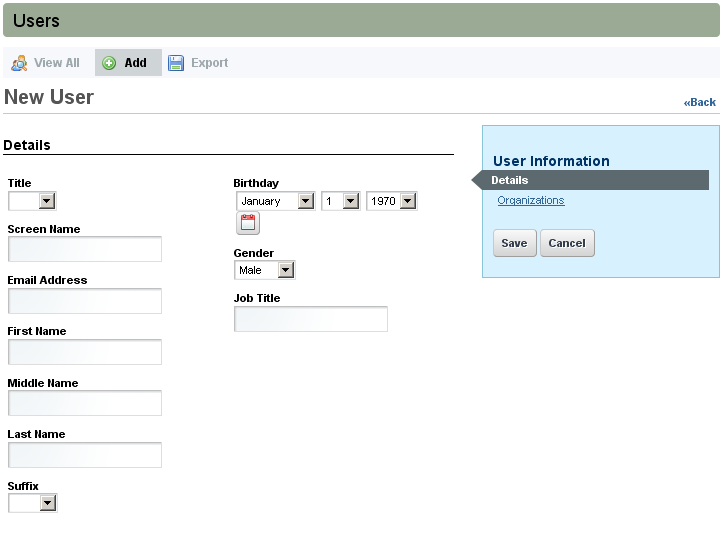 Users
View All Add Export
New User
«Back
Details
Title
Screen Name
Email Address
First Name
Middle Name
Last Name
Suffix
Birthday
January 1 1970
Gender
Male
Job Title
User Information
Details
Organizations
Save Cancel